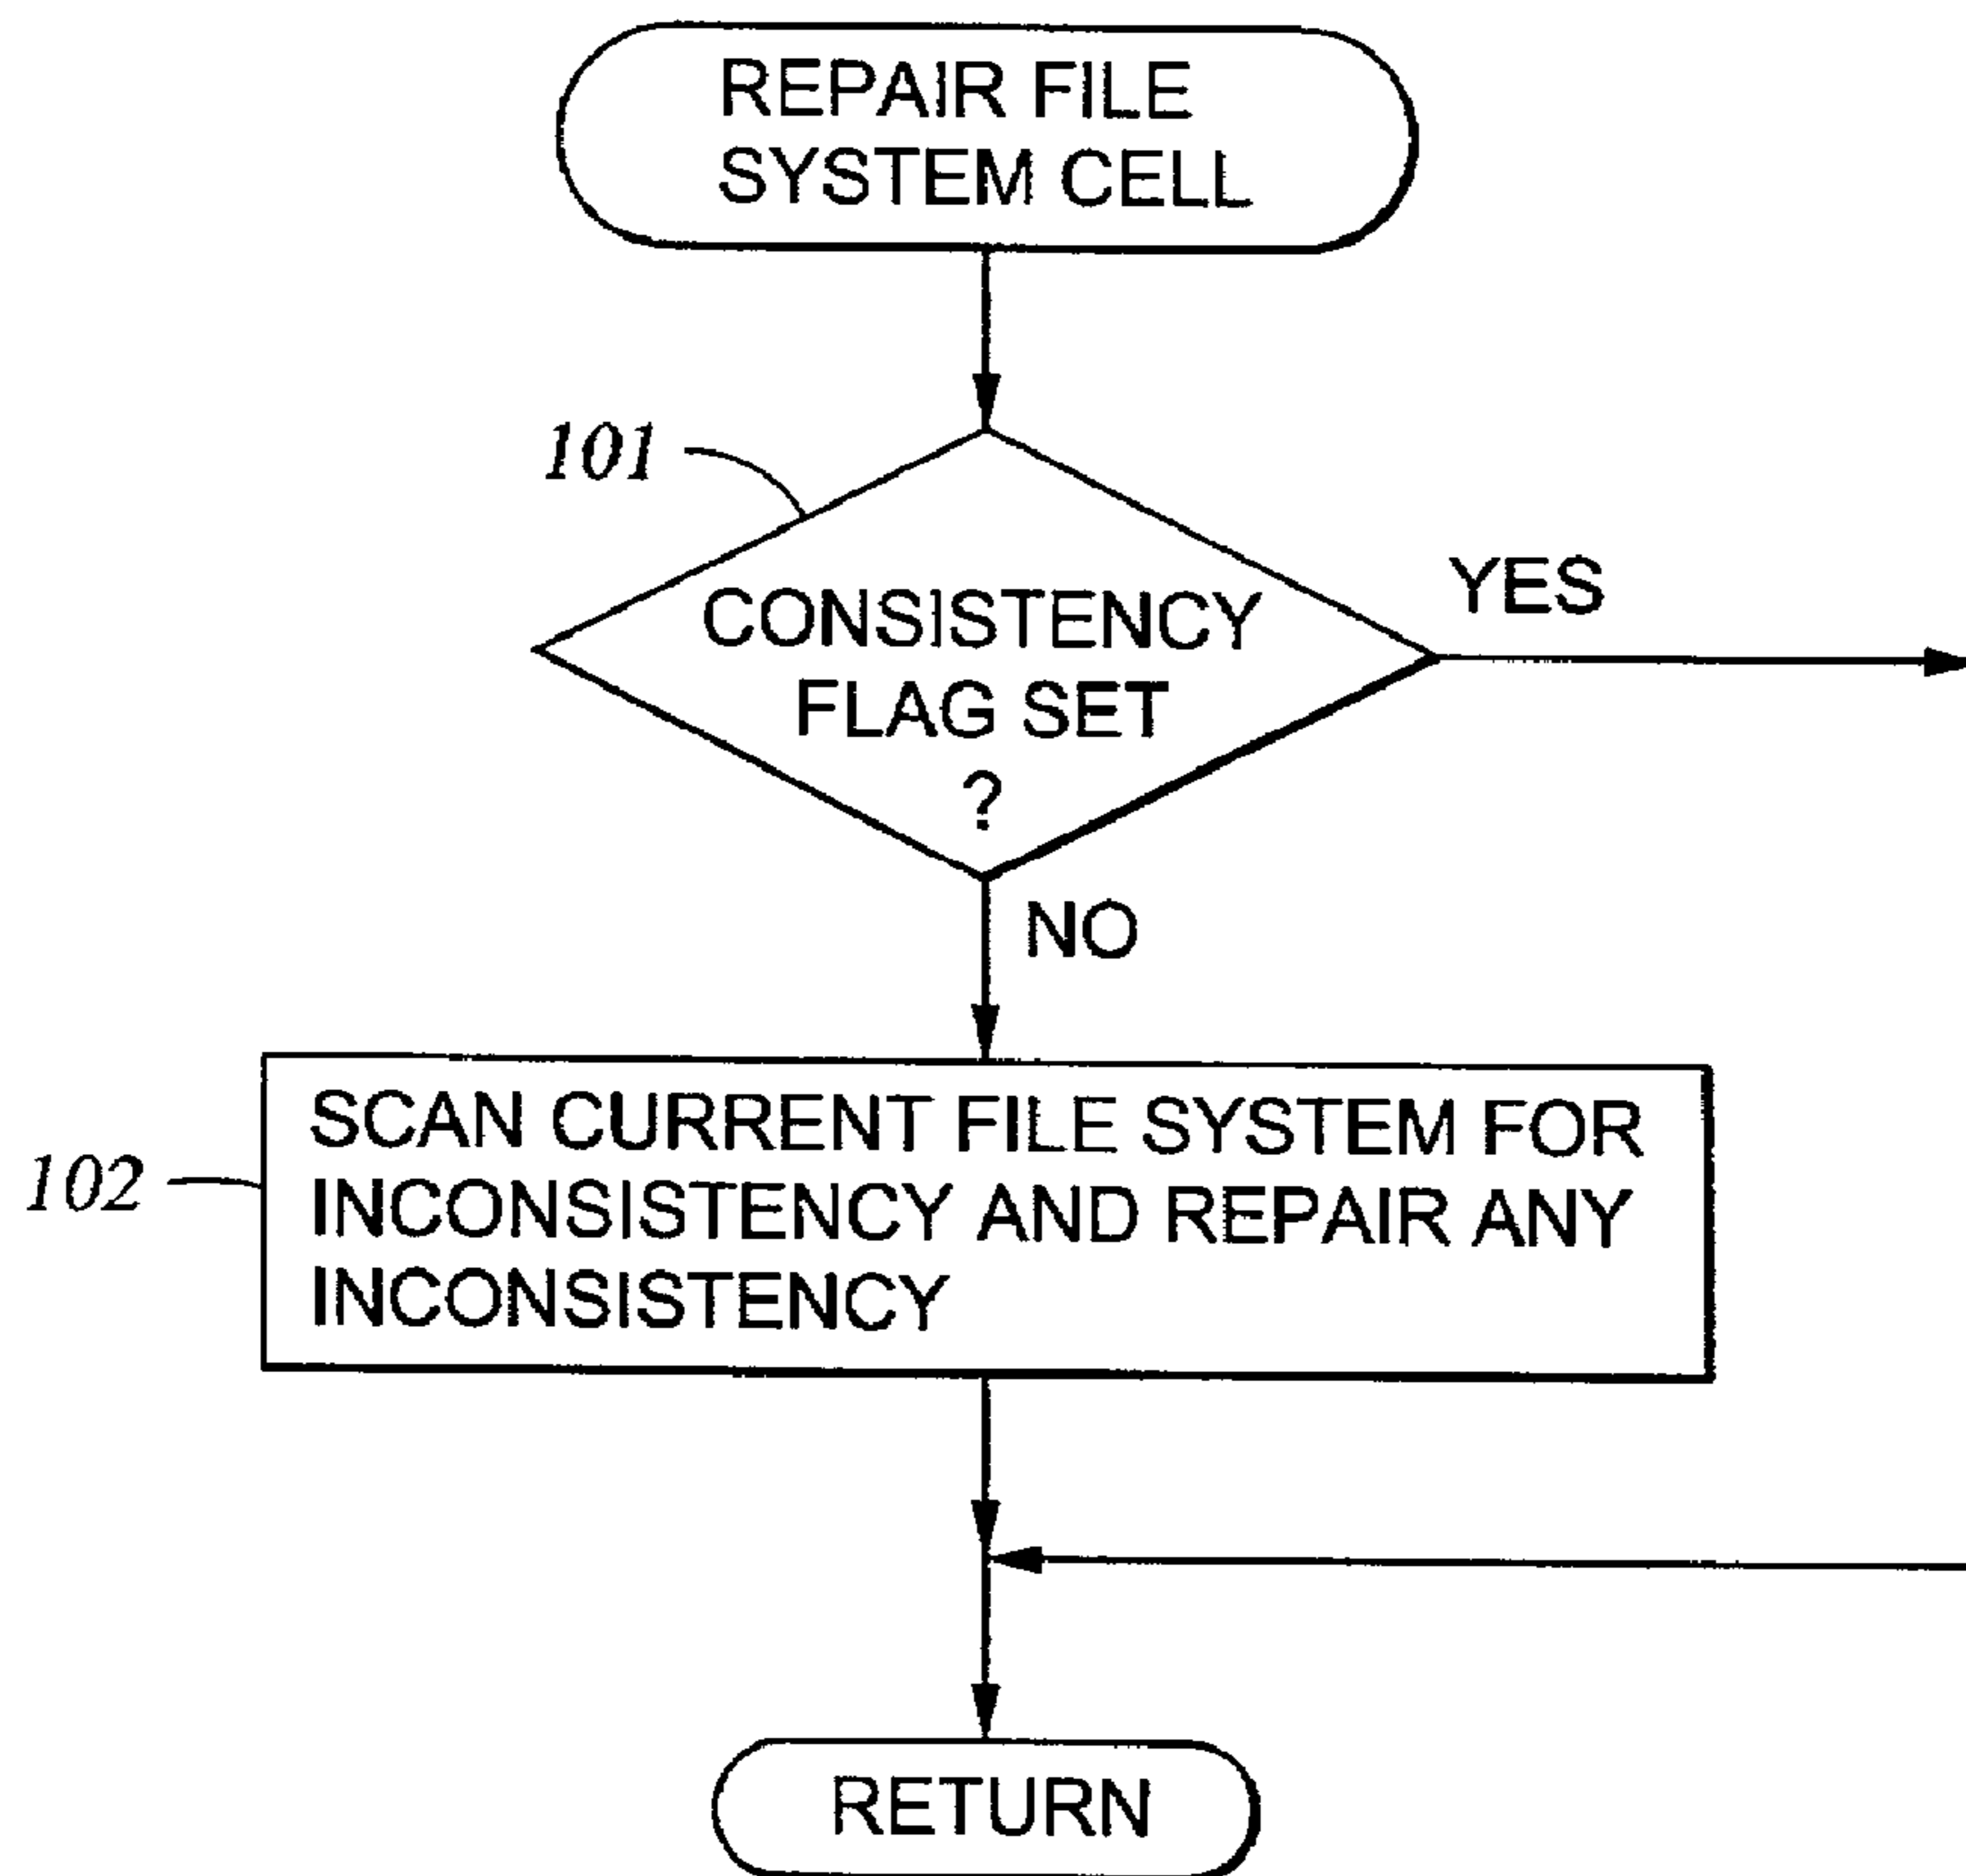 REPAIR FILE
SYSTEM CELL
101
CONSISTENCY
FLAG SET
?
YES
NO
102
SCAN CURRENT FILE SYSTEM FOR
INCONSISTENCY AND REPAIR ANY
INCONSISTENCY
RETURN